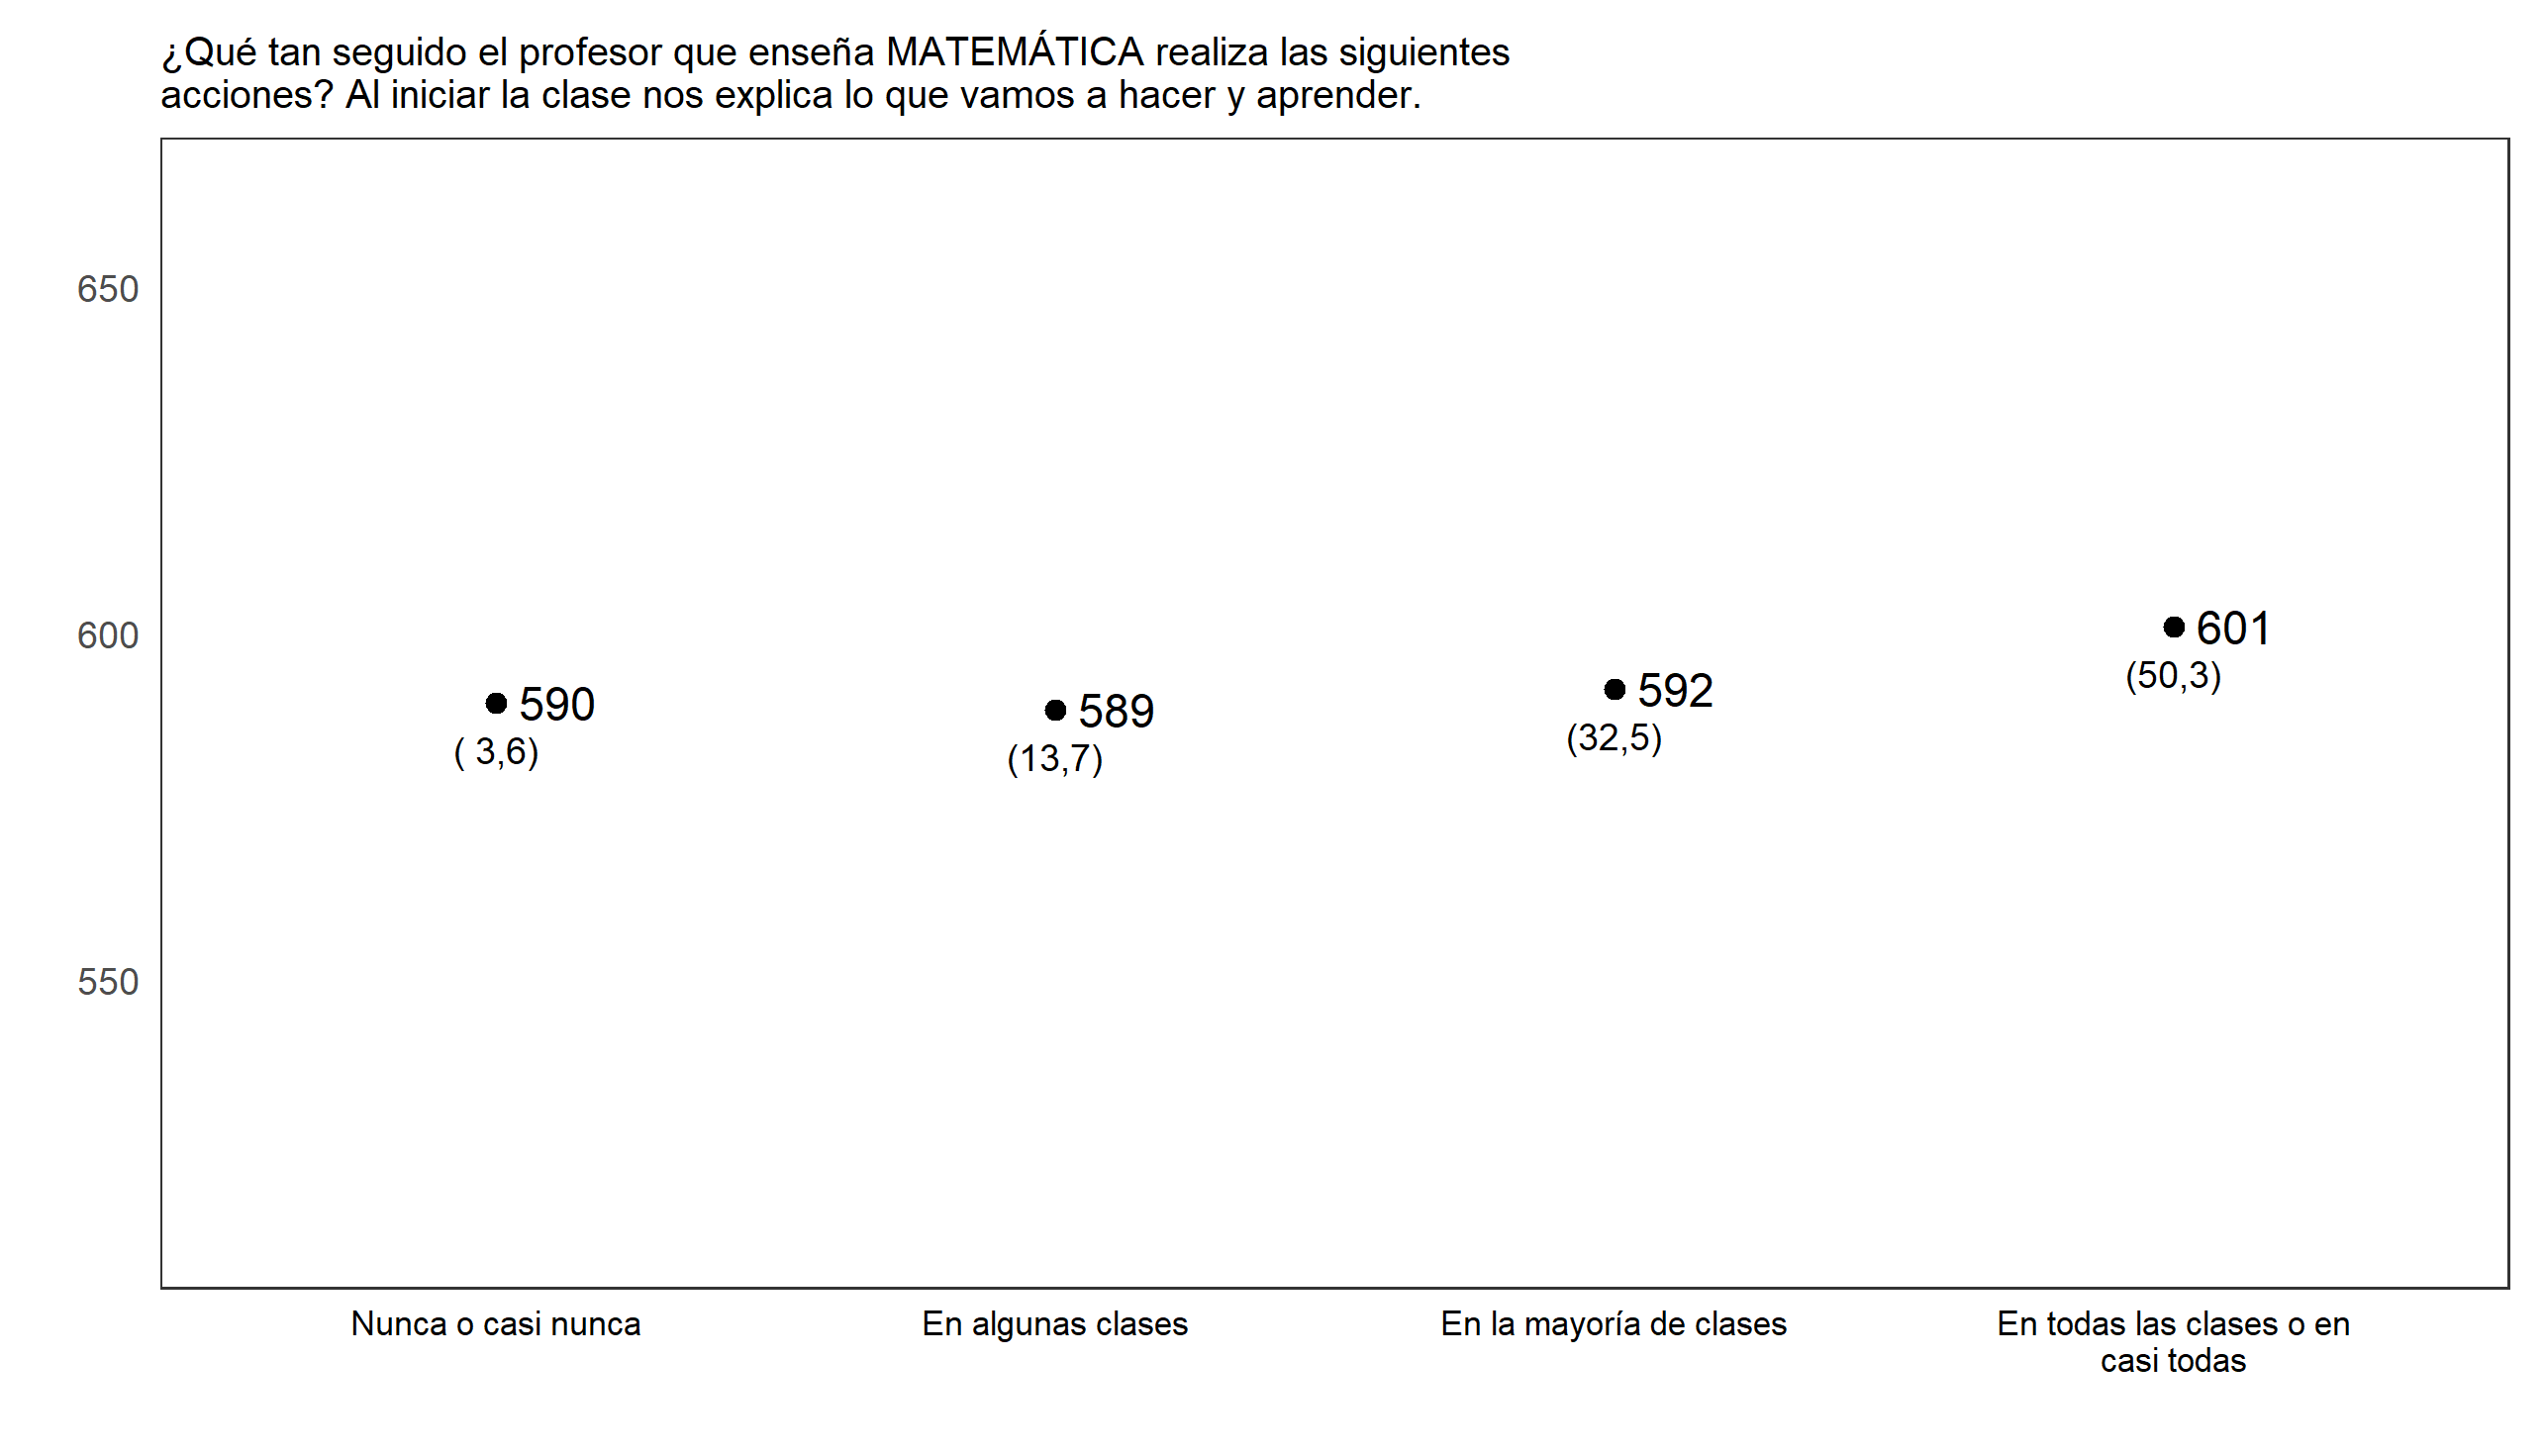 ¿Qué tan seguido el profesor que enseña MATEMÁTICA realiza las siguientes
acciones? Al iniciar la clase nos explica lo que vamos a hacer y aprender.
650
600
550
590
( 3,6)
589
(13,7)
592
(32,5)
601
(50,3)
Nunca o casi nunca
En algunas clases
En la mayoría de clases
En todas las clases o en
casi todas